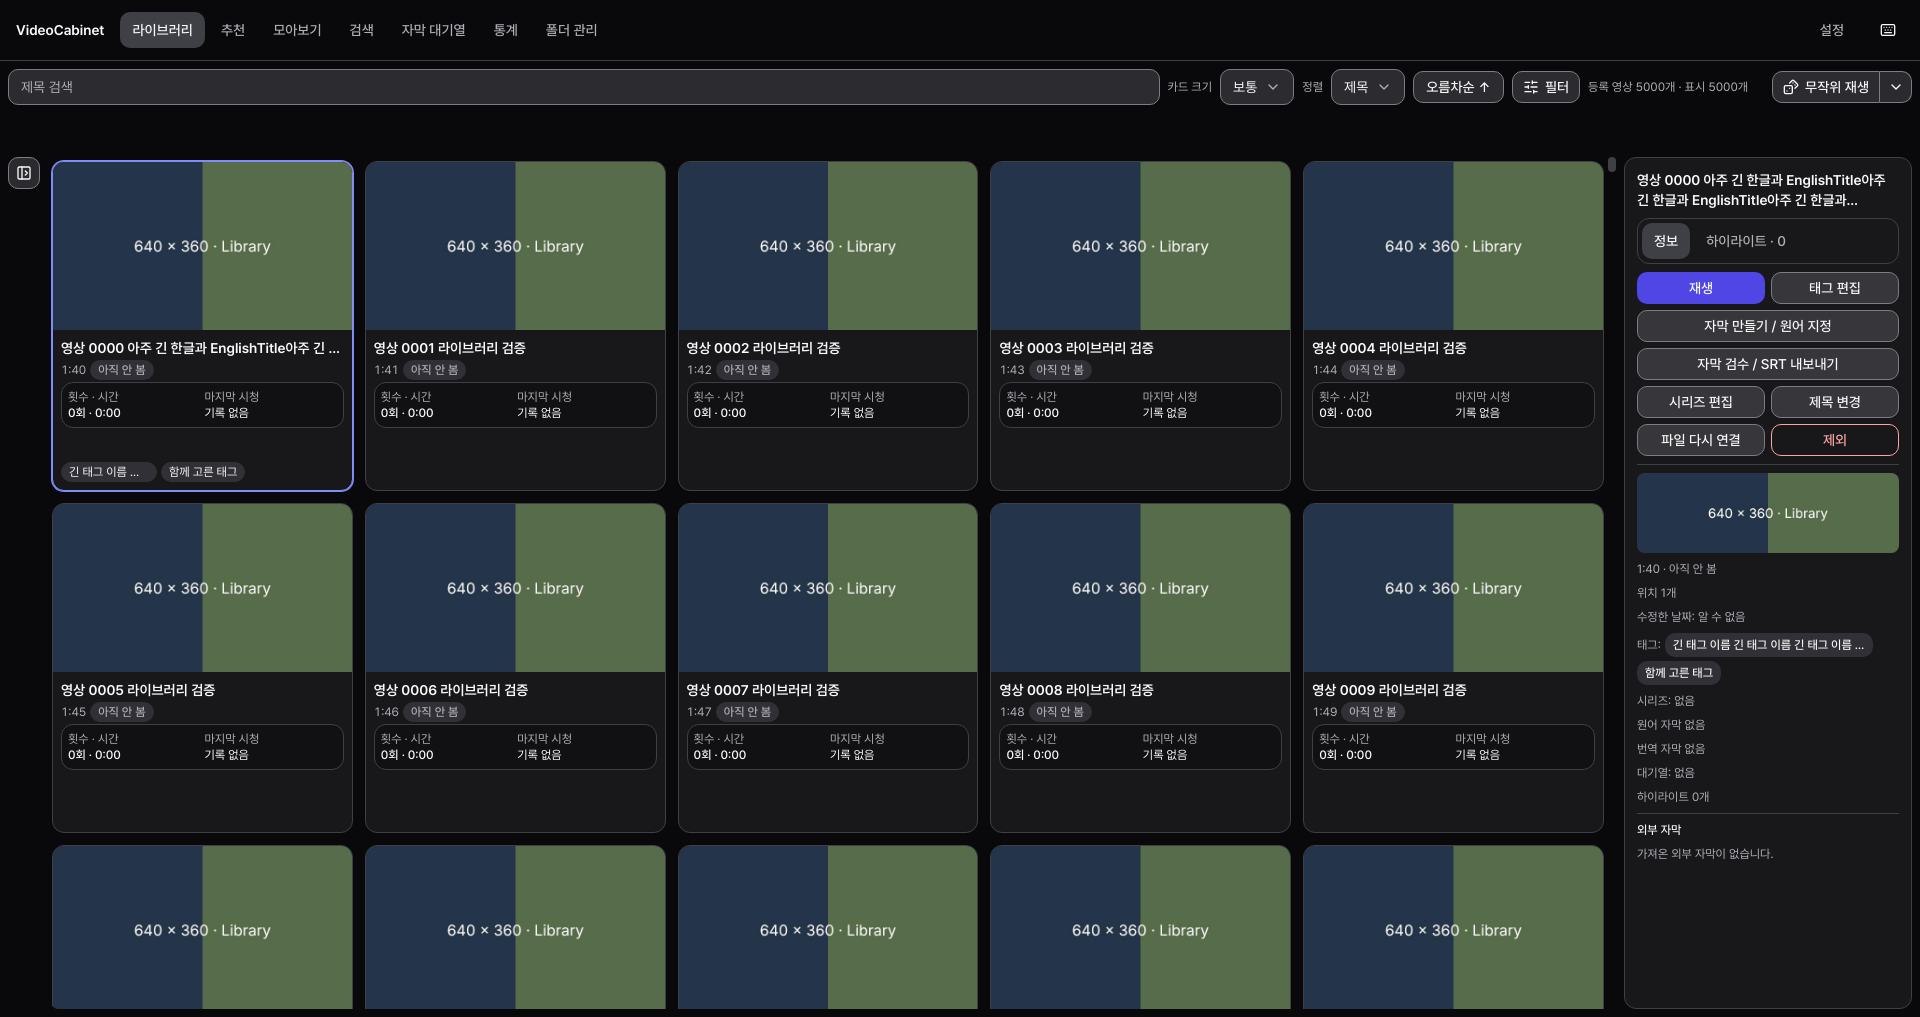 VideoCabinet 라이브러리 추천 모아보기 검색 자막 대기열 통계 폴더 관리 설정
제목 검색 카드 크기 보통 정렬 제목 오름차순 필터 등록 영상 5000개 · 표시 5000개 무작위 재생
640 × 360 · Library
영상 0000 아주 긴 한글과 EnglishTitle아주 긴 ...
1:40 아직 안 봄
횟수 · 시간 마지막 시청
0회 · 0:00 기록 없음
긴 태그 이름 ... 함께 고른 태그
640 × 360 · Library
영상 0001 라이브러리 검증
1:41 아직 안 봄
횟수 · 시간 마지막 시청
0회 · 0:00 기록 없음
640 × 360 · Library
영상 0002 라이브러리 검증
1:42 아직 안 봄
횟수 · 시간 마지막 시청
0회 · 0:00 기록 없음
640 × 360 · Library
영상 0003 라이브러리 검증
1:43 아직 안 봄
횟수 · 시간 마지막 시청
0회 · 0:00 기록 없음
640 × 360 · Library
영상 0004 라이브러리 검증
1:44 아직 안 봄
횟수 · 시간 마지막 시청
0회 · 0:00 기록 없음
640 × 360 · Library
영상 0005 라이브러리 검증
1:45 아직 안 봄
횟수 · 시간 마지막 시청
0회 · 0:00 기록 없음
640 × 360 · Library
영상 0006 라이브러리 검증
1:46 아직 안 봄
횟수 · 시간 마지막 시청
0회 · 0:00 기록 없음
640 × 360 · Library
영상 0007 라이브러리 검증
1:47 아직 안 봄
횟수 · 시간 마지막 시청
0회 · 0:00 기록 없음
640 × 360 · Library
영상 0008 라이브러리 검증
1:48 아직 안 봄
횟수 · 시간 마지막 시청
0회 · 0:00 기록 없음
640 × 360 · Library
영상 0009 라이브러리 검증
1:49 아직 안 봄
횟수 · 시간 마지막 시청
0회 · 0:00 기록 없음
640 × 360 · Library
640 × 360 · Library
640 × 360 · Library
640 × 360 · Library
640 × 360 · Library
영상 0000 아주 긴 한글과 EnglishTitle아주
긴 한글과 EnglishTitle아주 긴 한글과...
정보 하이라이트 · 0
재생 태그 편집
자막 만들기 / 원어 지정
자막 검수 / SRT 내보내기
시리즈 편집 제목 변경
파일 다시 연결 제외
640 × 360 · Library
1:40 · 아직 안 봄
위치 1개
수정한 날짜: 알 수 없음
태그: 긴 태그 이름 긴 태그 이름 긴 태그 이름 ...
함께 고른 태그
시리즈: 없음
원어 자막 없음
번역 자막 없음
대기열: 없음
하이라이트 0개
외부 자막
가져온 외부 자막이 없습니다.